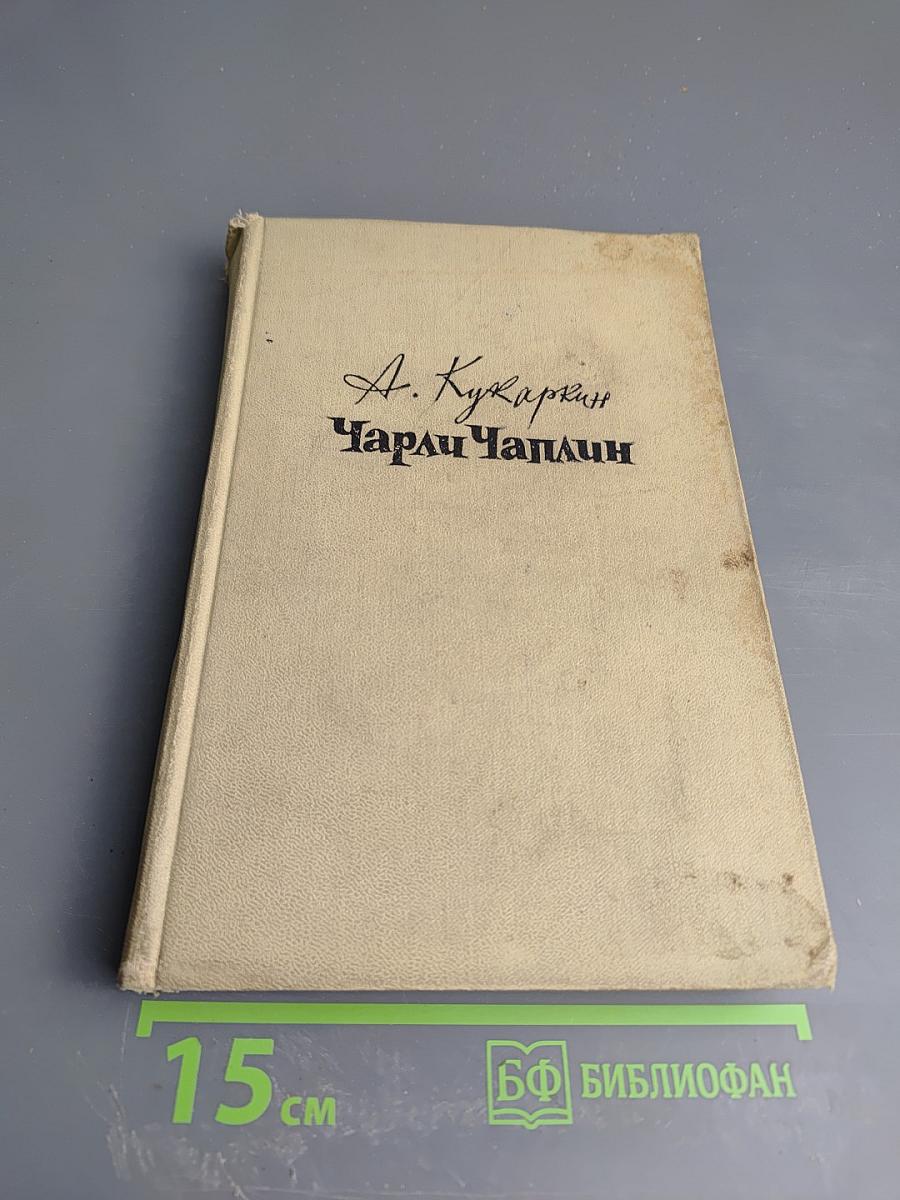 А. Кукаркин
Чарли Чаплин
15 см
БФ БИБЛИОФАН